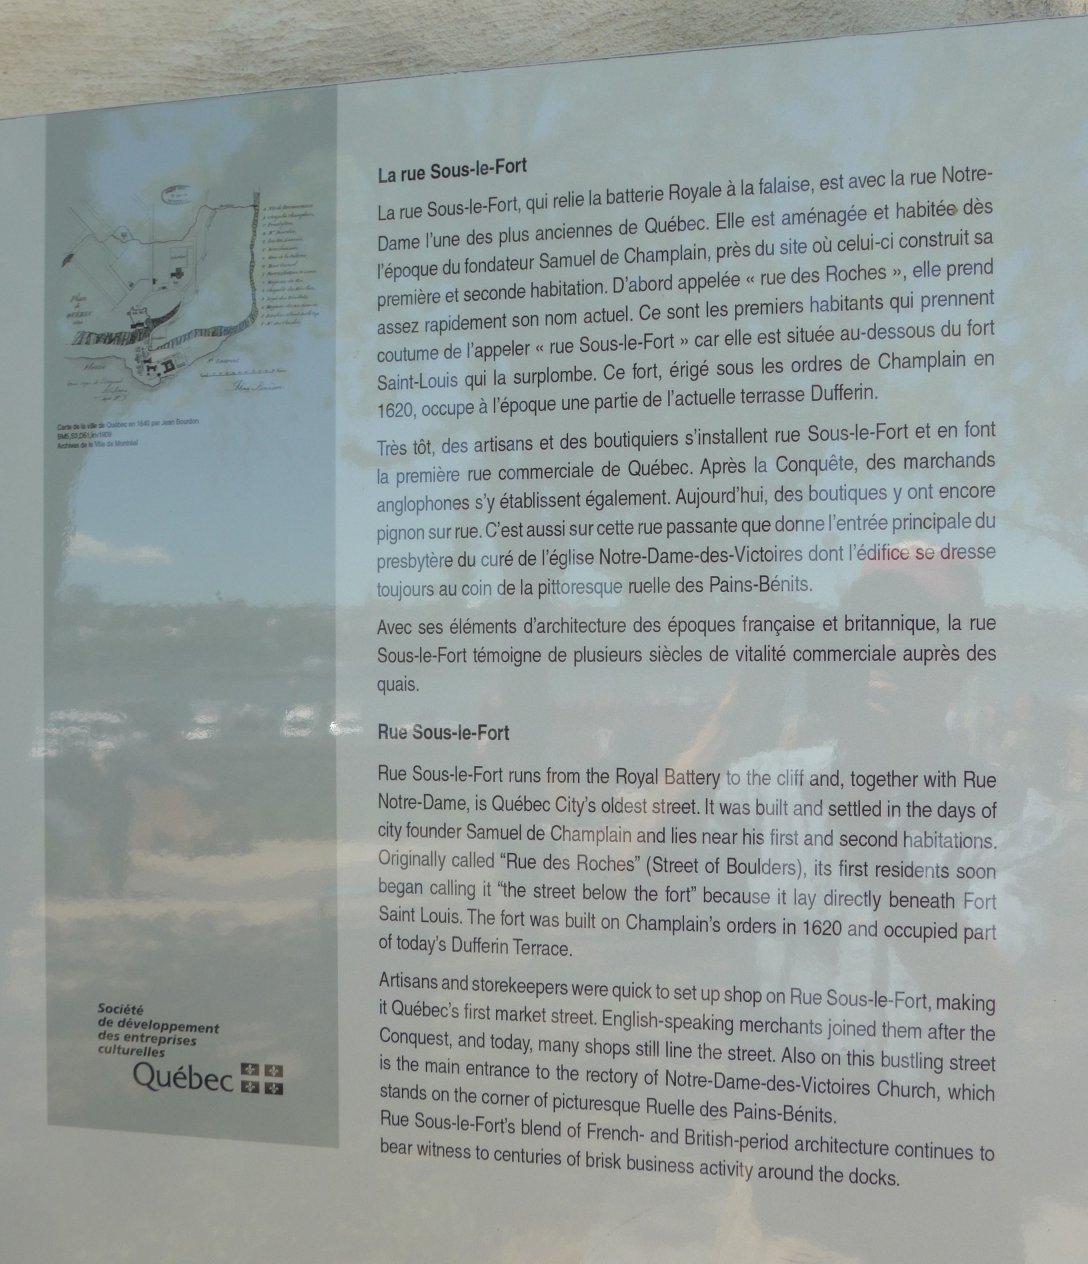 La rue Sous-le-Fort
La rue Sous-le-Fort, qui relie la batterie Royale à la falaise, est avec la rue Notre-
Dame l'une des plus anciennes de Québec. Elle est aménagée et habitée dès
l'époque du fondateur Samuel de Champlain, près du site où celui-ci construit sa
première et seconde habitation. D'abord appelée « rue des Roches », elle prend
assez rapidement son nom actuel. Ce sont les premiers habitants qui prennent
coutume de l'appeler « rue Sous-le-Fort » car elle est située au-dessous du fort
Saint-Louis qui la surplombe. Ce fort, érigé sous les ordres de Champlain en
1620, occupe à l'époque une partie de l'actuelle terrasse Dufferin.
Très tôt, des artisans et des boutiquiers s'installent rue Sous-le-Fort et en font
la première rue commerciale de Québec. Après la Conquête, des marchands
anglophones s'y établissent également. Aujourd'hui, des boutiques y ont encore
pignon sur rue. C'est aussi sur cette rue passante que donne l'entrée principale du
presbytère du curé de l'église Notre-Dame-des-Victoires dont l'édifice se dresse
toujours au coin de la pittoresque ruelle des Pains-Bénits.
Avec ses éléments d'architecture des époques française et britannique, la rue
Sous-le-Fort témoigne de plusieurs siècles de vitalité commerciale auprès des
quais.
Rue Sous-le-Fort
Rue Sous-le-Fort runs from the Royal Battery to the cliff and, together with Rue
Notre-Dame, is Québec City's oldest street. It was built and settled in the days of
city founder Samuel de Champlain and lies near his first and second habitations.
Originally called “Rue des Roches” (Street of Boulders), its first residents soon
began calling it “the street below the fort” because it lay directly beneath Fort
Saint Louis. The fort was built on Champlain's orders in 1620 and occupied part
of today's Dufferin Terrace.
Artisans and storekeepers were quick to set up shop on Rue Sous-le-Fort, making
it Québec's first market street. English-speaking merchants joined them after the
Conquest, and today, many shops still line the street. Also on this bustling street
is the main entrance to the rectory of Notre-Dame-des-Victoires Church, which
stands on the corner of picturesque Ruelle des Pains-Bénits.
Rue Sous-le-Fort's blend of French- and British-period architecture continues to
bear witness to centuries of brisk business activity around the docks.
Plan
de
QUÉBEC
Carte de la ville de Québec en 1640 par Jean Bourdon
Archives de la Ville de Montréal
Société
de développement
des entreprises
culturelles
Québec